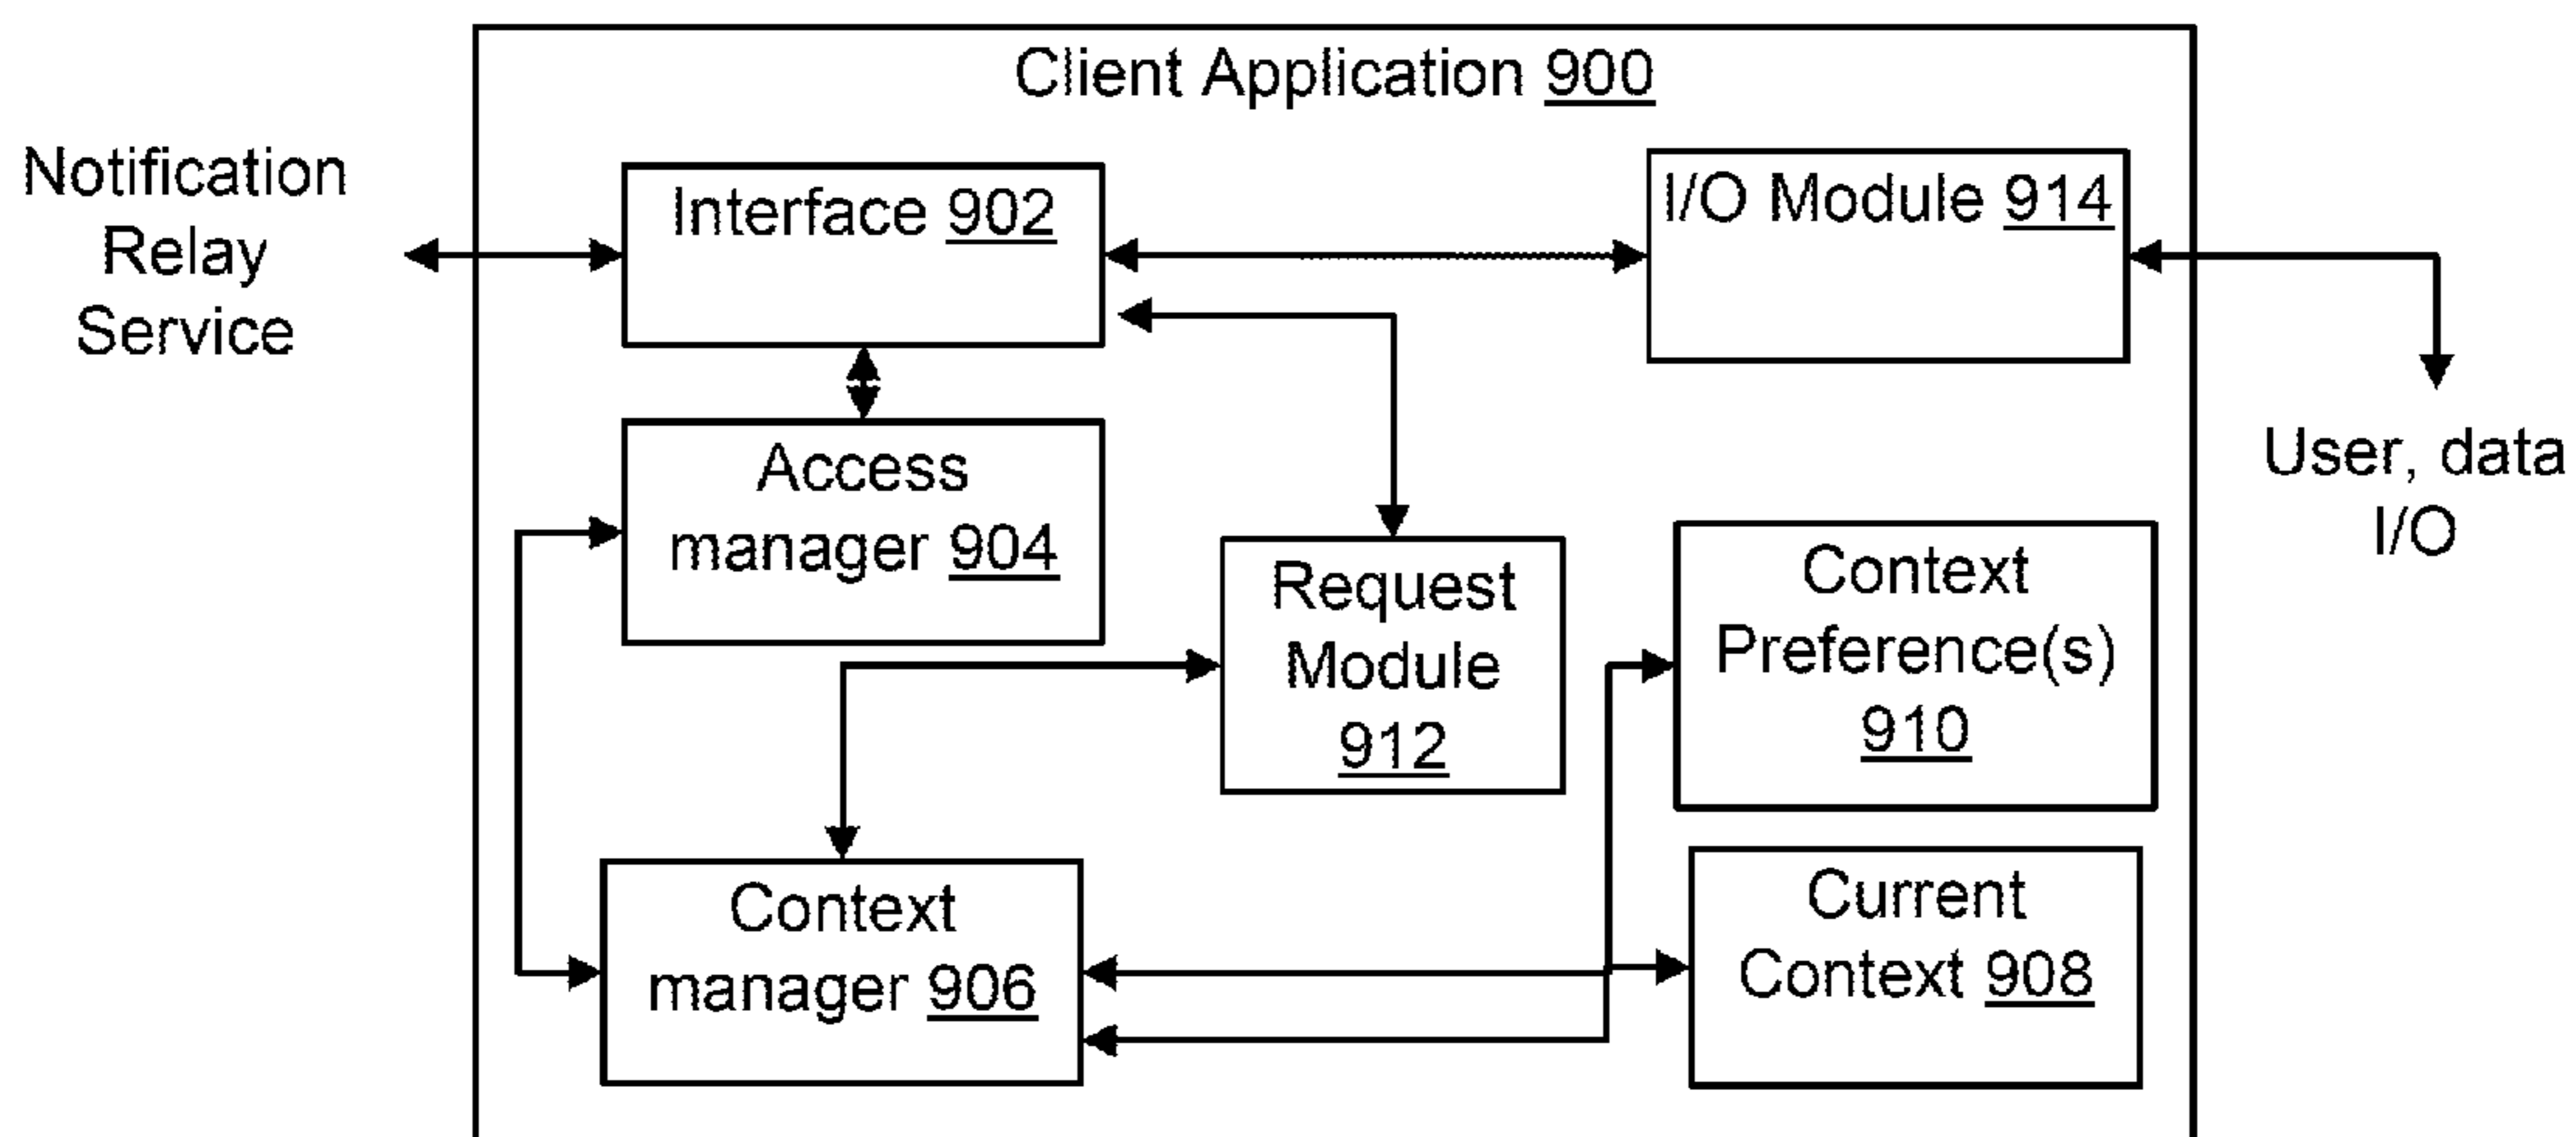 Client Application 900
Notification
Relay
Service
Interface 902
I/O Module 914
Access
manager 904
User, data
I/O
Request
Module
912
Context
Preference(s)
910
Context
manager 906
Current
Context 908